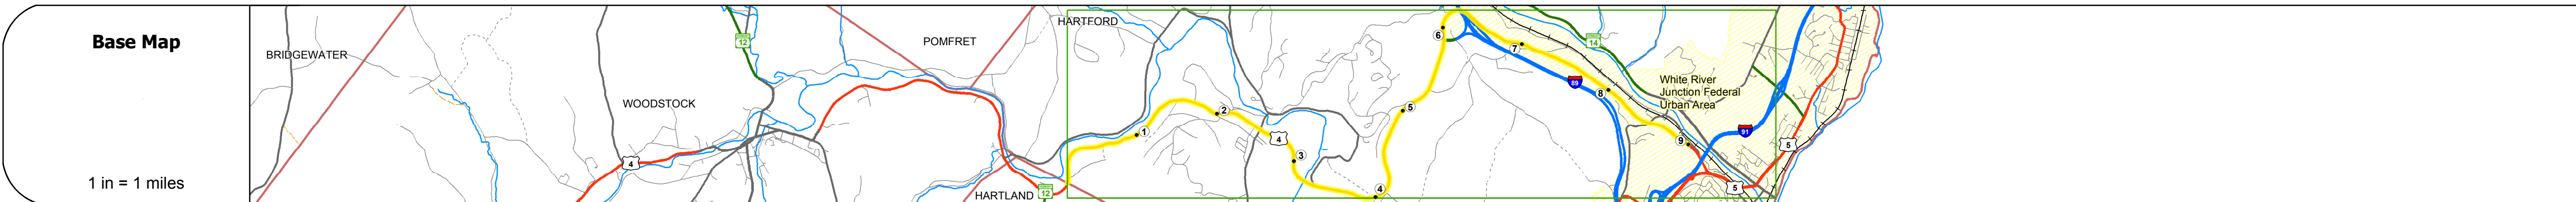 Base Map
1 in = 1 miles
BRIDGEWATER
WOODSTOCK
4
12
POMFRET
HARTFORD
HARTLAND
12
1
2
4
3
4
5
6
7
8
9
89
14
White River
Junction Federal
Urban Area
91
5
5